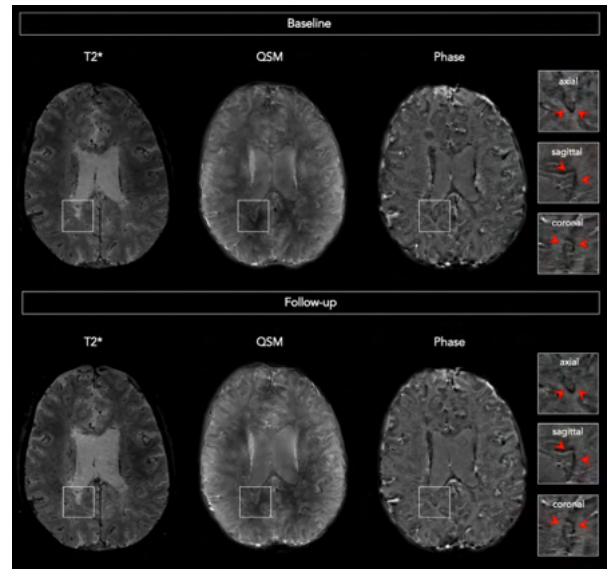 Baseline
T2* QSM Phase
axial
sagittal
coronal
Follow-up
T2* QSM Phase
axial
sagittal
coronal